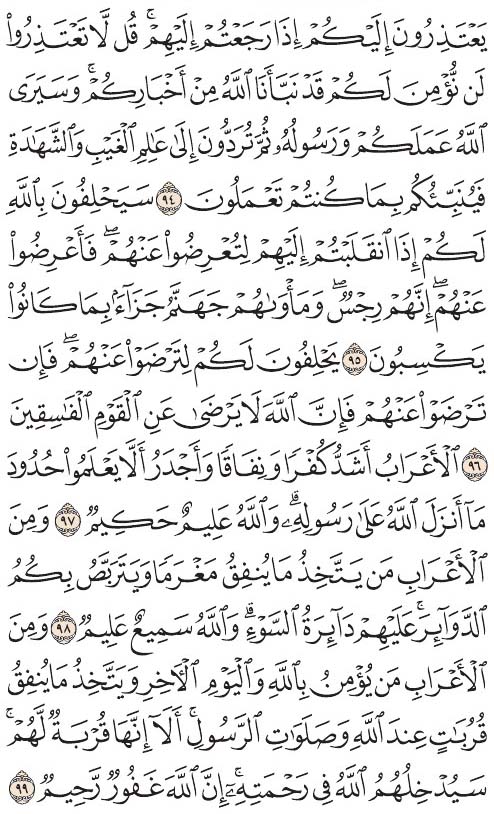 يَعْتَذِرُونَ إِلَيْكُمْ إِذَا رَجَعْتُمْ إِلَيْهِمْ ۚ قُل لَّا تَعْتَذِرُوا۟
لَن نُّؤْمِنَ لَكُمْ قَدْ نَبَّأَنَا ٱللَّهُ مِنْ أَخْبَارِكُمْ ۚ وَسَيَرَى
ٱللَّهُ عَمَلَكُمْ وَرَسُولُهُۥ ثُمَّ تُرَدُّونَ إِلَىٰ عَٰلِمِ ٱلْغَيْبِ وَٱلشَّهَٰدَةِ
فَيُنَبِّئُكُم بِمَا كُنتُمْ تَعْمَلُونَ ٩٤ سَيَحْلِفُونَ بِٱللَّهِ
لَكُمْ إِذَا ٱنقَلَبْتُمْ إِلَيْهِمْ لِتُعْرِضُوا۟ عَنْهُمْ ۖ فَأَعْرِضُوا۟
عَنْهُمْ ۖ إِنَّهُمْ رِجْسٌ ۖ وَمَأْوَىٰهُمْ جَهَنَّمُ جَزَآءًۢ بِمَا كَانُوا۟
يَكْسِبُونَ ٩٥ يَحْلِفُونَ لَكُمْ لِتَرْضَوْا۟ عَنْهُمْ ۖ فَإِن
تَرْضَوْا۟ عَنْهُمْ فَإِنَّ ٱللَّهَ لَا يَرْضَىٰ عَنِ ٱلْقَوْمِ ٱلْفَٰسِقِينَ
٩٦ ٱلْأَعْرَابُ أَشَدُّ كُفْرًا وَنِفَاقًا وَأَجْدَرُ أَلَّا يَعْلَمُوا۟ حُدُودَ
مَآ أَنزَلَ ٱللَّهُ عَلَىٰ رَسُولِهِۦ ۗ وَٱللَّهُ عَلِيمٌ حَكِيمٌ ٩٧ وَمِنَ
ٱلْأَعْرَابِ مَن يَتَّخِذُ مَا يُنفِقُ مَغْرَمًا وَيَتَرَبَّصُ بِكُمُ
ٱلدَّوَآئِرَ ۚ عَلَيْهِمْ دَآئِرَةُ ٱلسَّوْءِ ۗ وَٱللَّهُ سَمِيعٌ عَلِيمٌ ٩٨ وَمِنَ
ٱلْأَعْرَابِ مَن يُؤْمِنُ بِٱللَّهِ وَٱلْيَوْمِ ٱلْءَاخِرِ وَيَتَّخِذُ مَا يُنفِقُ
قُرُبَٰتٍ عِندَ ٱللَّهِ وَصَلَوَٰتِ ٱلرَّسُولِ ۚ أَلَآ إِنَّهَا قُرْبَةٌ لَّهُمْ ۚ
سَيُدْخِلُهُمُ ٱللَّهُ فِى رَحْمَتِهِۦٓ ۗ إِنَّ ٱللَّهَ غَفُورٌ رَّحِيمٌ ٩٩